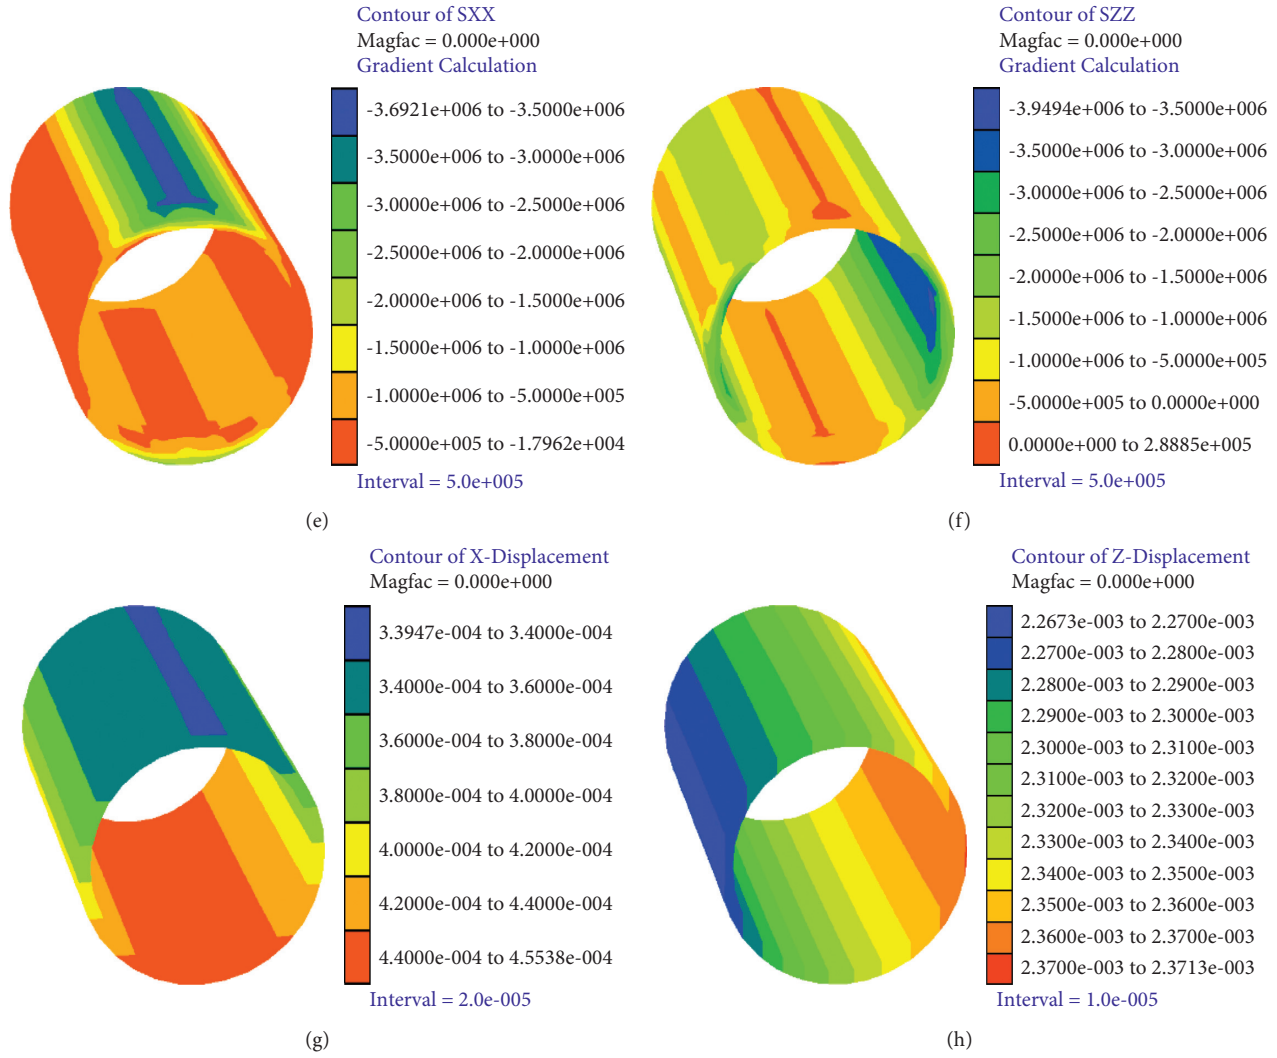 Contour of SXX
Magfac = 0.000e+000
Gradient Calculation
-3.6921e+006 to -3.5000e+006
-3.5000e+006 to -3.0000e+006
-3.0000e+006 to -2.5000e+006
-2.5000e+006 to -2.0000e+006
-2.0000e+006 to -1.5000e+006
-1.5000e+006 to -1.0000e+006
-1.0000e+006 to -5.0000e+005
-5.0000e+005 to -1.7962e+004
Interval = 5.0e+005
(e)
Contour of SZZ
Magfac = 0.000e+000
Gradient Calculation
-3.9494e+006 to -3.5000e+006
-3.5000e+006 to -3.0000e+006
-3.0000e+006 to -2.5000e+006
-2.5000e+006 to -2.0000e+006
-2.0000e+006 to -1.5000e+006
-1.5000e+006 to -1.0000e+006
-1.0000e+006 to -5.0000e+005
-5.0000e+005 to 0.0000e+000
0.0000e+000 to 2.8885e+005
Interval = 5.0e+005
(f)
Contour of X-Displacement
Magfac = 0.000e+000
3.3947e-004 to 3.4000e-004
3.4000e-004 to 3.6000e-004
3.6000e-004 to 3.8000e-004
3.8000e-004 to 4.0000e-004
4.0000e-004 to 4.2000e-004
4.2000e-004 to 4.4000e-004
4.4000e-004 to 4.5538e-004
Interval = 2.0e-005
(g)
Contour of Z-Displacement
Magfac = 0.000e+000
2.2673e-003 to 2.2700e-003
2.2700e-003 to 2.2800e-003
2.2800e-003 to 2.2900e-003
2.2900e-003 to 2.3000e-003
2.3000e-003 to 2.3100e-003
2.3100e-003 to 2.3200e-003
2.3200e-003 to 2.3300e-003
2.3300e-003 to 2.3400e-003
2.3400e-003 to 2.3500e-003
2.3500e-003 to 2.3600e-003
2.3600e-003 to 2.3700e-003
2.3700e-003 to 2.3713e-003
Interval = 1.0e-005
(h)